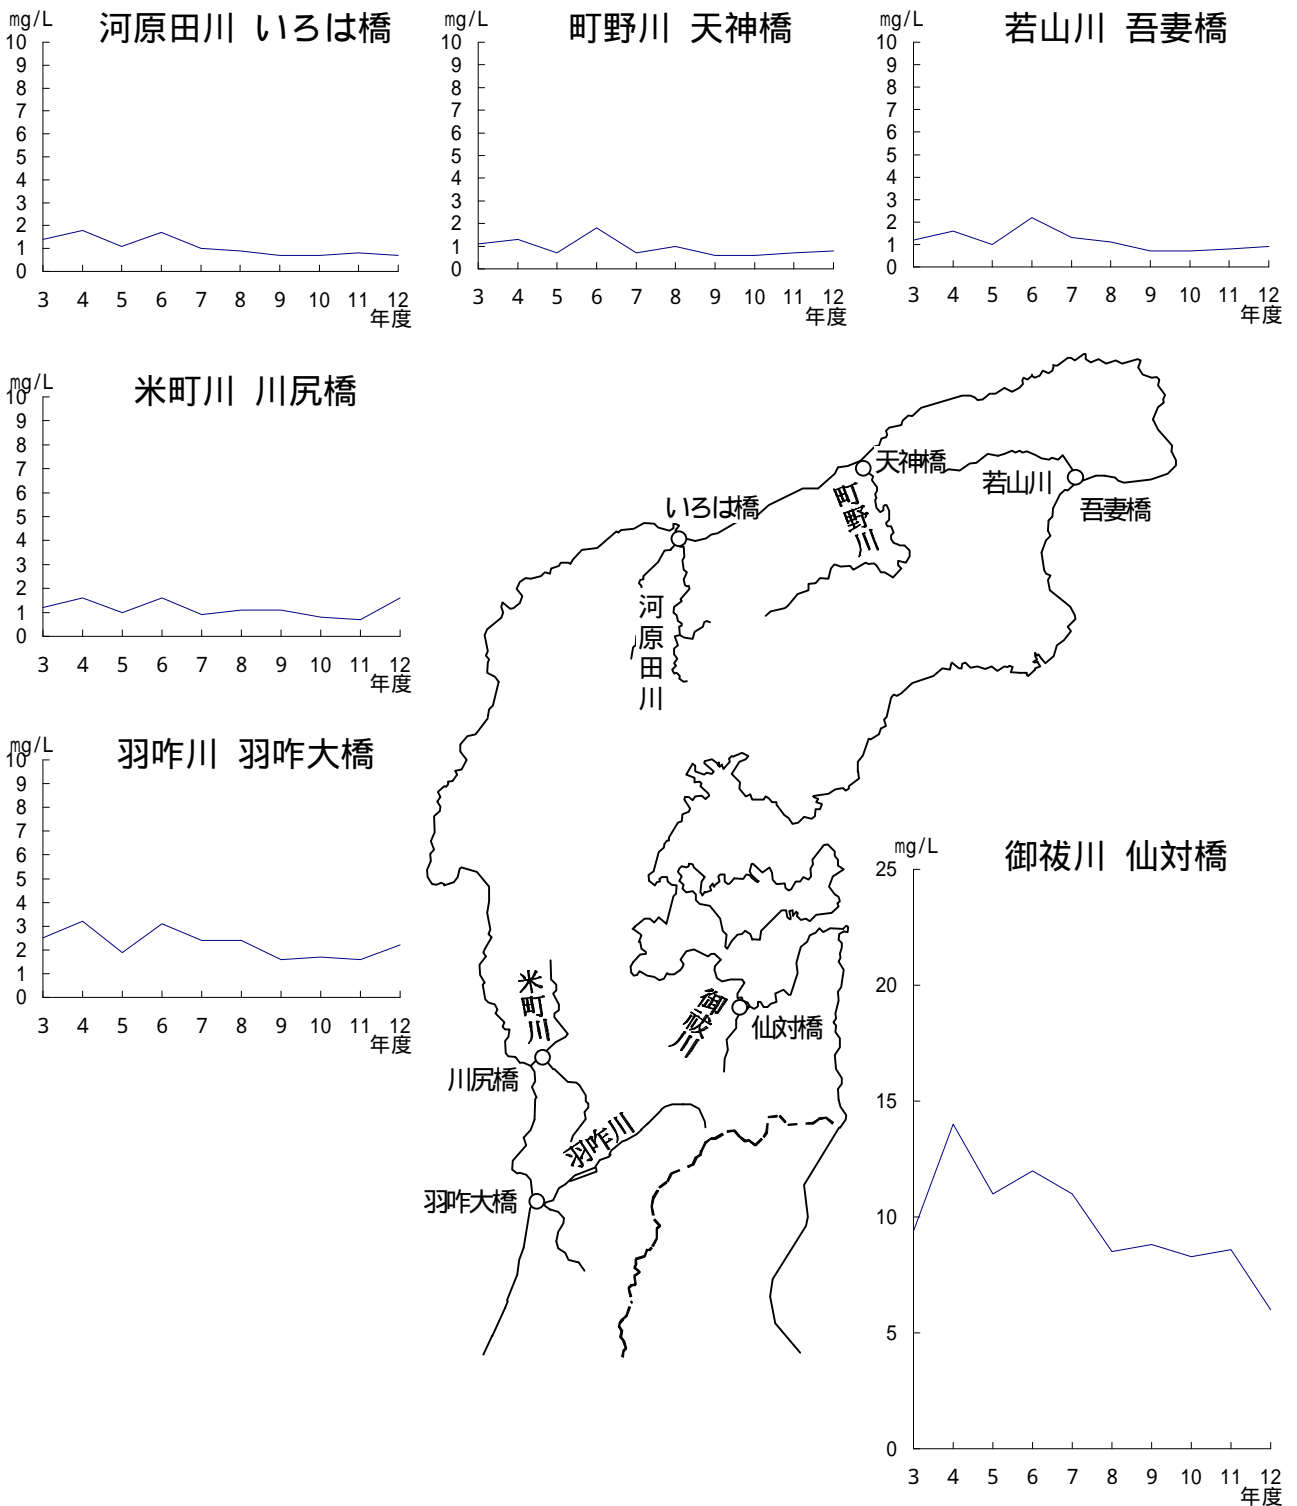 mg/L
河原田川 いろは橋
10
9
8
7
6
5
4
3
2
1
0
3 4 5 6 7 8 9 10 11 12
年度
mg/L
町野川 天神橋
10
9
8
7
6
5
4
3
2
1
0
3 4 5 6 7 8 9 10 11 12
年度
mg/L
若山川 吾妻橋
10
9
8
7
6
5
4
3
2
1
0
3 4 5 6 7 8 9 10 11 12
年度
mg/L
米町川 川尻橋
10
9
8
7
6
5
4
3
2
1
0
3 4 5 6 7 8 9 10 11 12
年度
mg/L
羽咋川 羽咋大橋
10
9
8
7
6
5
4
3
2
1
0
3 4 5 6 7 8 9 10 11 12
年度
天神橋
若山川
吾妻橋
町野川
いろは橋
河原田川
米町川
川尻橋
御祓川
仙対橋
羽咋川
羽咋大橋
mg/L
御祓川 仙対橋
25
20
15
10
5
0
3 4 5 6 7 8 9 10 11 12
年度